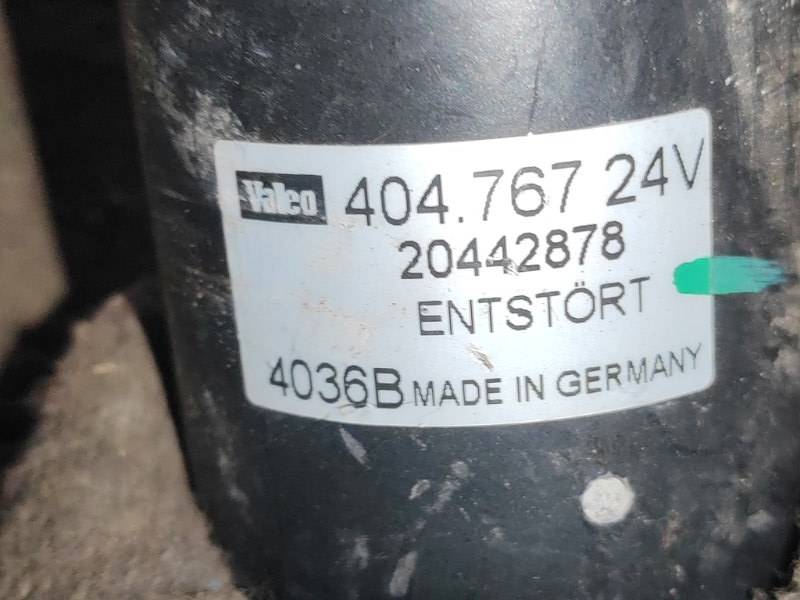 Valeo 404.767 24V
20442878
ENTSTÖRT
4036B MADE IN GERMANY